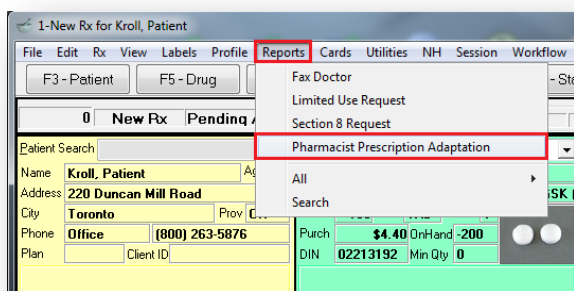 1-New Rx for Kroll, Patient
File Edit Rx View Labels Profile Reports Cards Utilities NH Session Workflow
F3 - Patient F5 - Drug
Fax Doctor
Limited Use Request
0 New Rx Pending
Section 8 Request
Patient Search
Pharmacist Prescription Adaptation
Name Kroll, Patient
All
Address 220 Duncan Mill Road
Search
City Toronto Prov
Phone Office (800) 263-5876 Purch $4.40 OnHand -200
Plan Client ID DIN 02213192 Min Qty 0